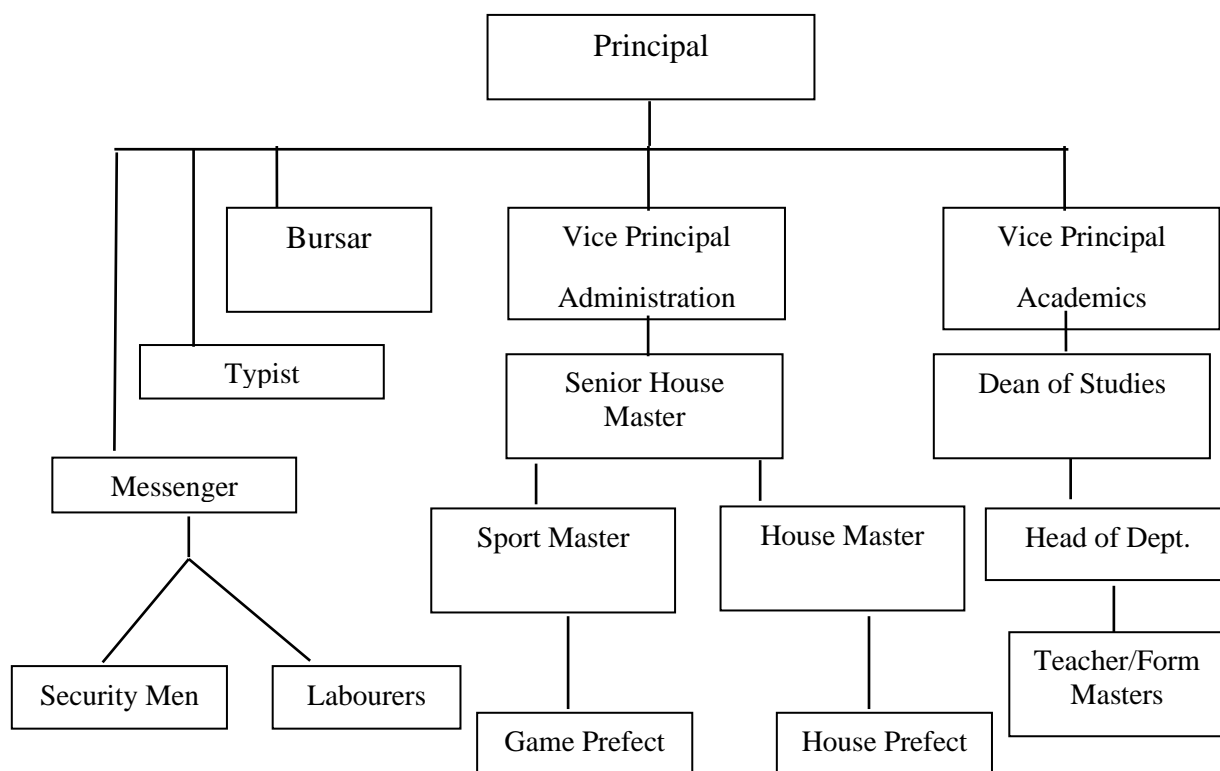 Principal
Bursar
Vice Principal
Administration
Vice Principal
Academics
Typist
Senior House
Master
Dean of Studies
Messenger
Sport Master
House Master
Head of Dept.
Security Men
Labourers
Teacher/Form
Masters
Game Prefect
House Prefect